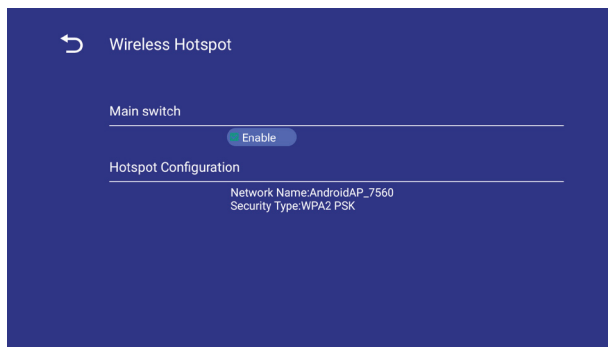 Wireless Hotspot
Main switch
Enable
Hotspot Configuration
Network Name:AndroidAP_7560
Security Type:WPA2 PSK